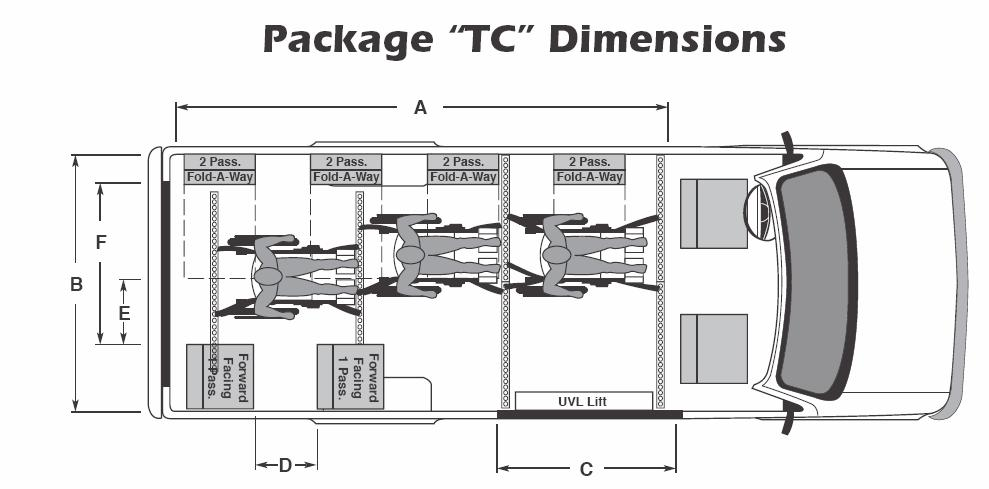 Package “TC” Dimensions
A
2 Pass.
Fold-A-Way
2 Pass.
Fold-A-Way
2 Pass.
Fold-A-Way
2 Pass.
Fold-A-Way
F
B
E
Forward
Facing
1 Pass.
Forward
Facing
1 Pass.
UVL Lift
D
C